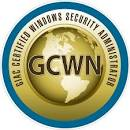 GIAC CERTIFIED WINDOWS SECURITY ADMINISTRATOR
GCWN